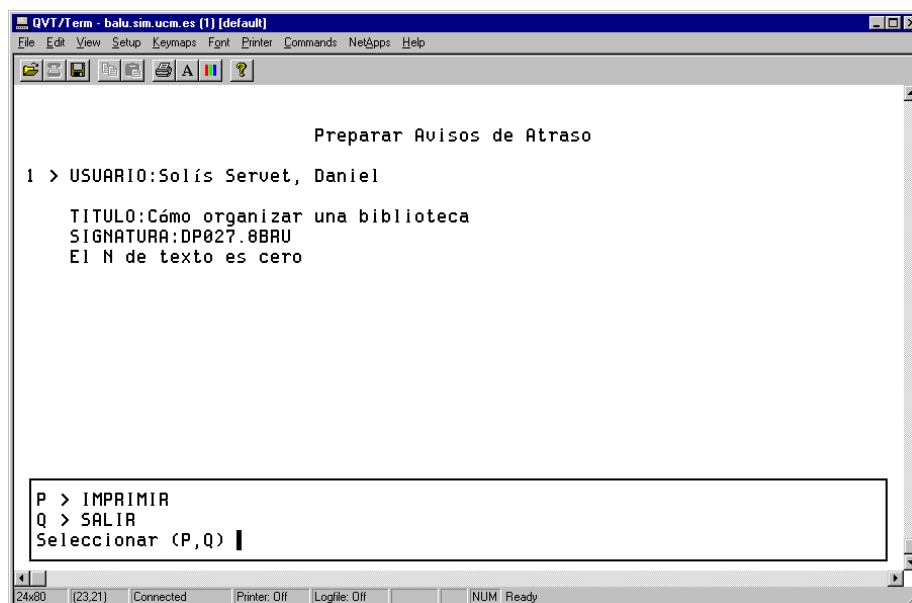 QVT/Term - balu.sim.ucm.es (1) [default]
File Edit View Setup Keymaps Font Printer Commands NetApps Help
A ?
Preparar Avisos de Atraso
1 > USUARIO:Solís Servet, Daniel
TITULO:Cómo organizar una biblioteca
SIGNATURA:DP027.8BRU
El N de texto es cero
P > IMPRIMIR
Q > SALIR
Seleccionar (P,Q)
24x80 (23,21) Connected Printer: Off Logfile: Off NUM Ready